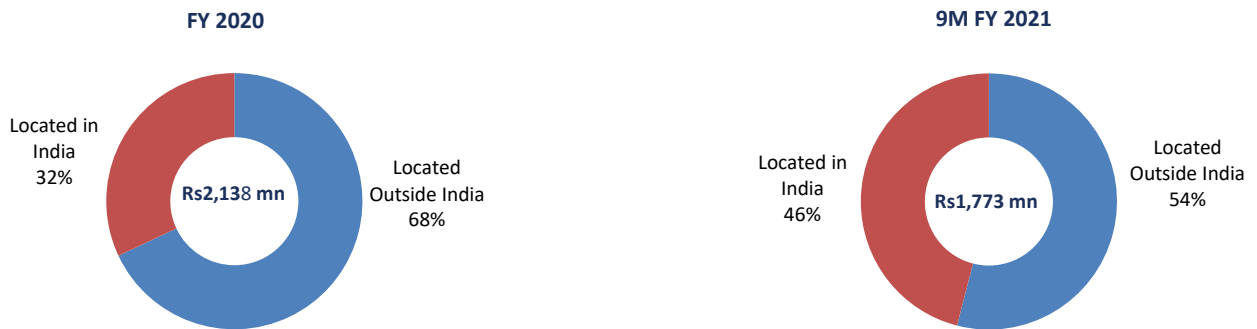 FY 2020
Located in
India
32%
Rs2,138 mn
Located
Outside India
68%
9M FY 2021
Located in
India
46%
Rs1,773 mn
Located
Outside India
54%